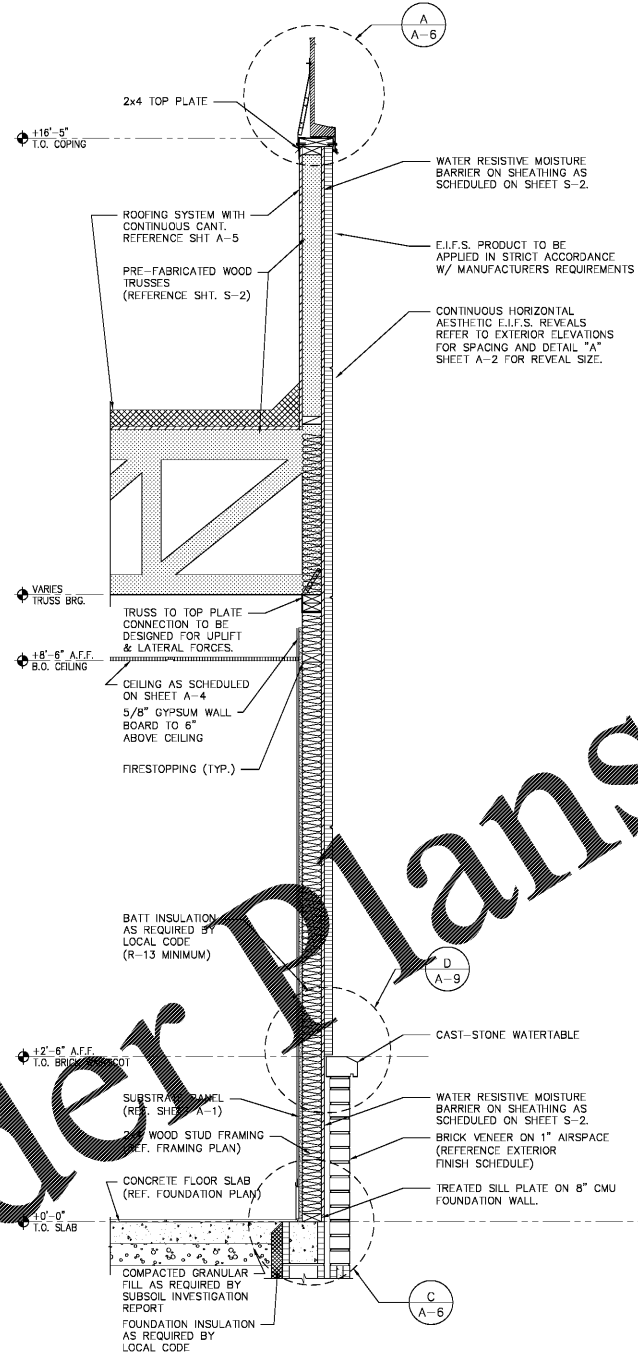 A
A-6
2x4 TOP PLATE
+16'-5"
T.O. COPING
WATER RESISTIVE MOISTURE
BARRIER ON SHEATHING AS
SCHEDULED ON SHEET S-2.
ROOFING SYSTEM WITH
CONTINUOUS CANT.
REFERENCE SHT A-5
E.I.F.S. PRODUCT TO BE
APPLIED IN STRICT ACCORDANCE
W/ MANUFACTURERS REQUIREMENTS
PRE-FABRICATED WOOD
TRUSSES
(REFERENCE SHT. S-2)
CONTINUOUS HORIZONTAL
AESTHETIC E.I.F.S. REVEALS
REFER TO EXTERIOR ELEVATIONS
FOR SPACING AND DETAIL "A"
SHEET A-2 FOR REVEAL SIZE.
VARIES
TRUSS BRG.
TRUSS TO TOP PLATE
CONNECTION TO BE
DESIGNED FOR UPLIFT
& LATERAL FORCES.
+8'-6" A.F.F.
B.O. CEILING
CEILING AS SCHEDULED
ON SHEET A-4
5/8" GYPSUM WALL
BOARD TO 6"
ABOVE CEILING
FIRESTOPPING (TYP.)
der Plans
BATT INSULATION
AS REQUIRED BY
LOCAL CODE
(R-13 MINIMUM)
D
A-9
CAST-STONE WATERTABLE
+2'-6" A.F.F.
T.O. BRICK
SUBSTRATE PANEL
(REF. SHEET A-1)
WATER RESISTIVE MOISTURE
BARRIER ON SHEATHING AS
SCHEDULED ON SHEET S-2.
WOOD STUD FRAMING
(REF. FRAMING PLAN)
BRICK VENEER ON 1" AIRSPACE
(REFERENCE EXTERIOR
FINISH SCHEDULE)
CONCRETE FLOOR SLAB
(REF. FOUNDATION PLAN)
TREATED SILL PLATE ON 8" CMU
FOUNDATION WALL.
+0'-0"
T.O. SLAB
COMPACTED GRANULAR
FILL AS REQUIRED BY
SUBSOIL INVESTIGATION
REPORT
FOUNDATION INSULATION
AS REQUIRED BY
LOCAL CODE
C
A-6